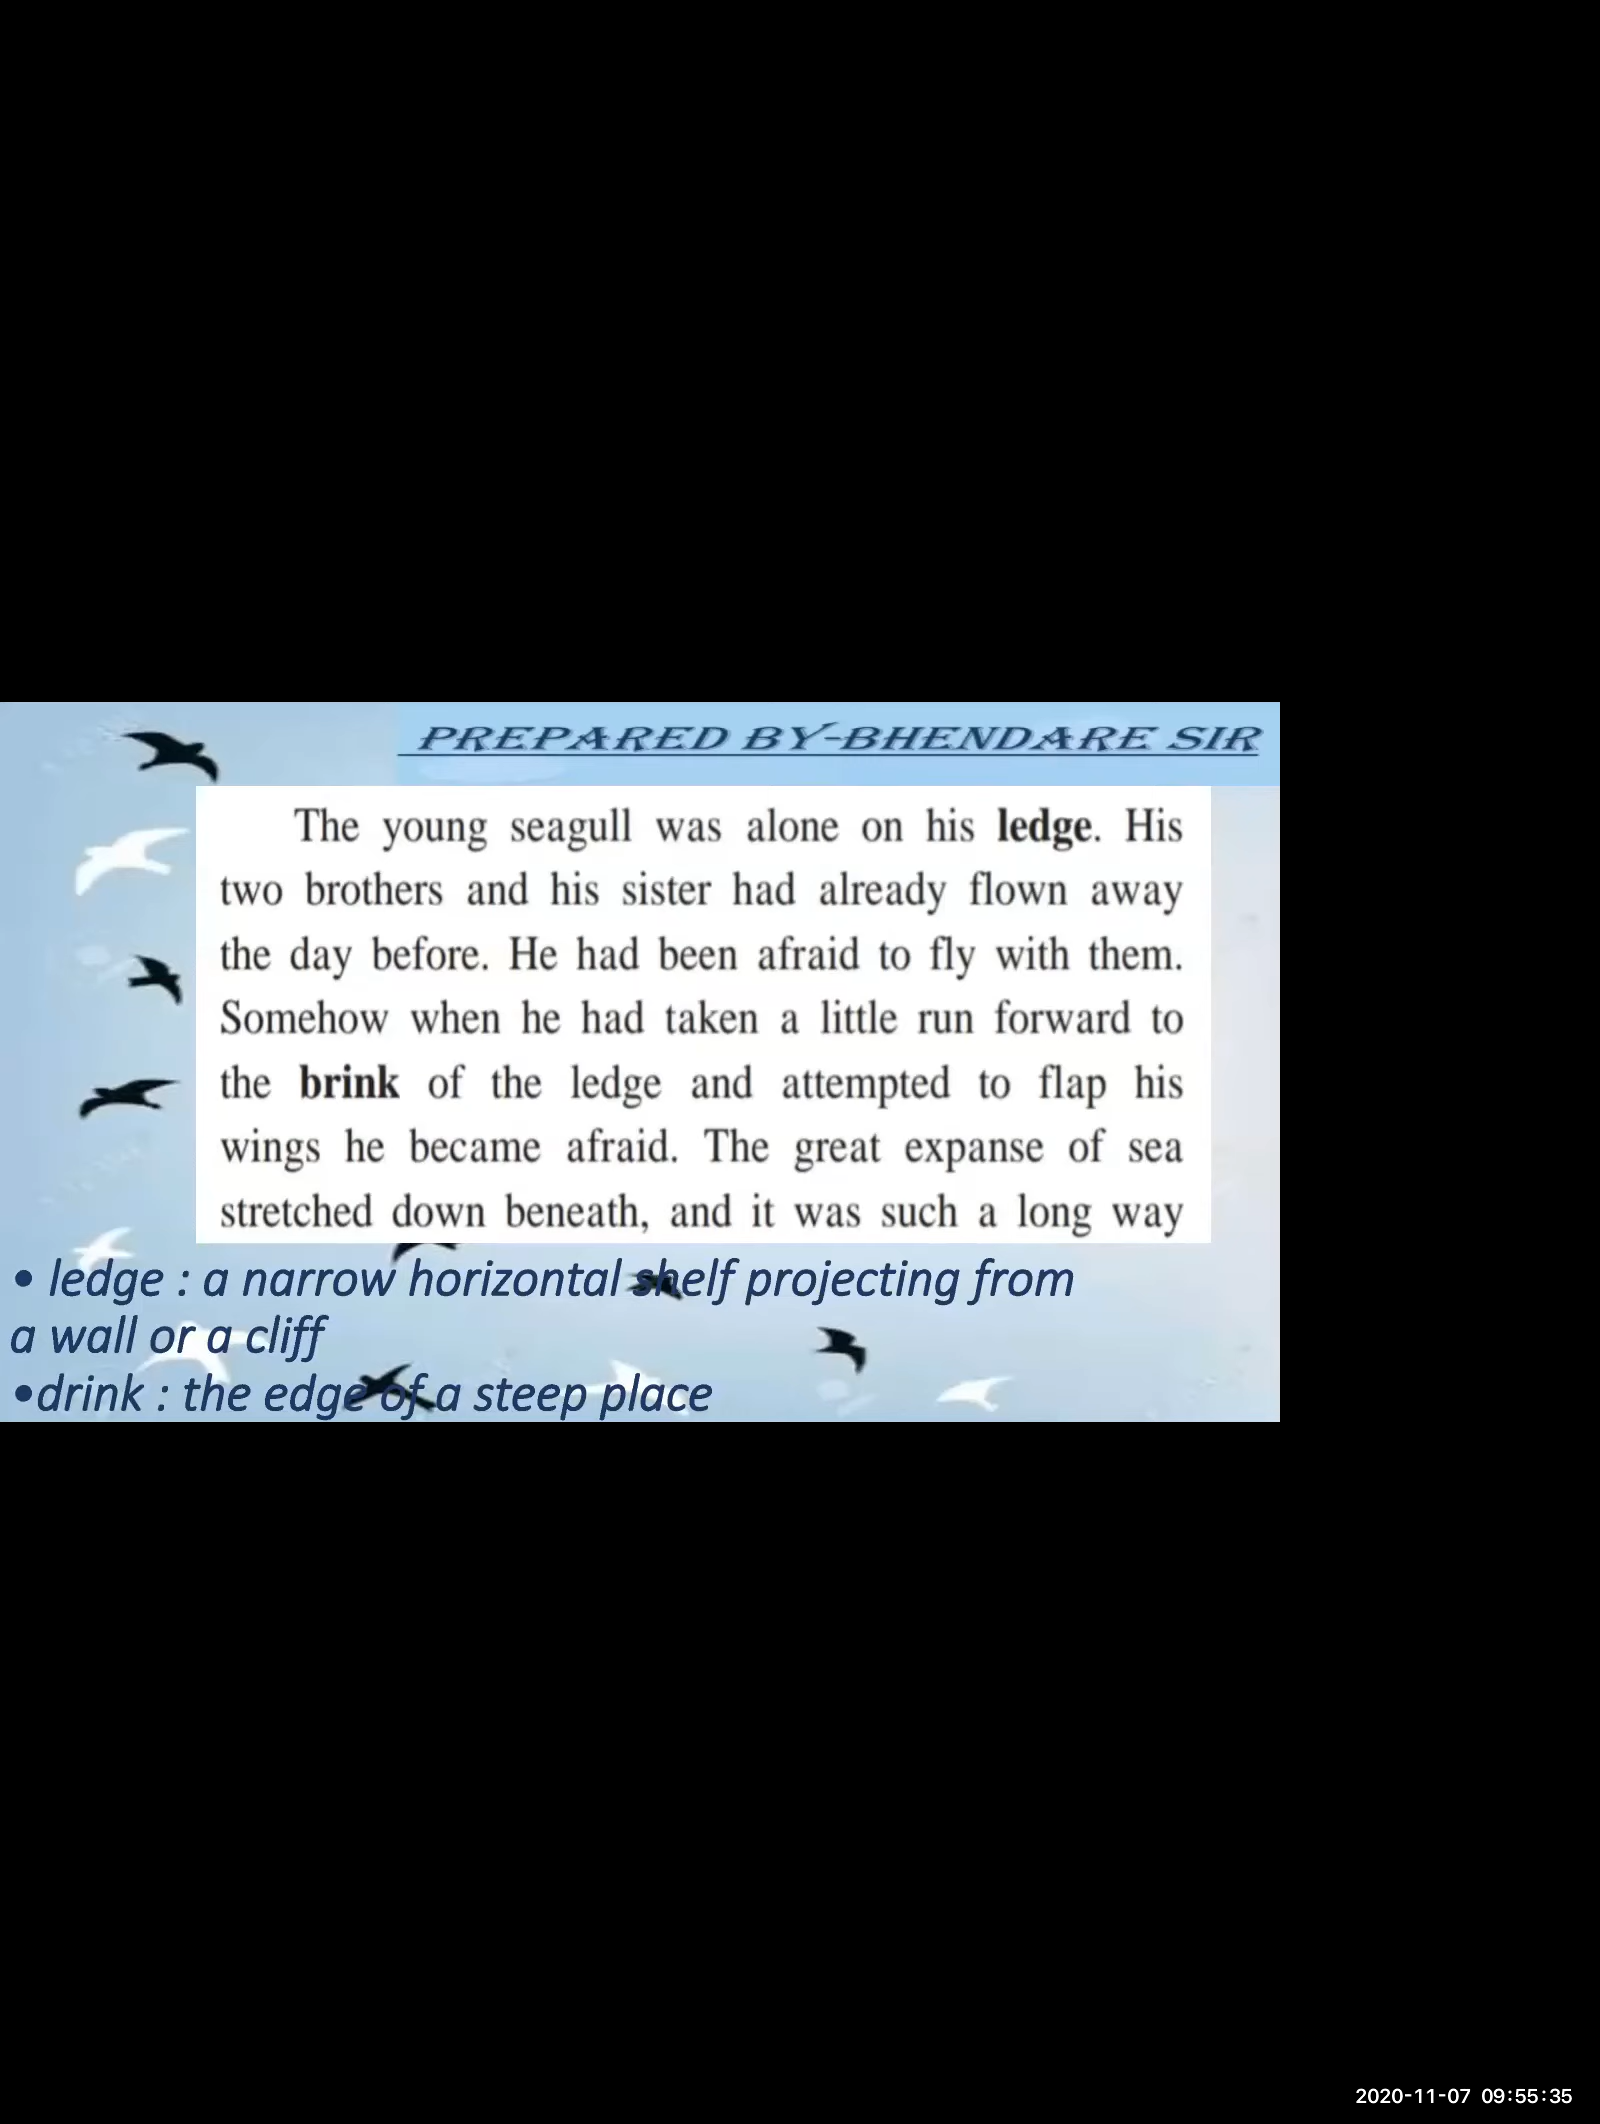 PREPARED BY-BHENDARE SIR
The young seagull was alone on his ledge. His
two brothers and his sister had already flown away
the day before. He had been afraid to fly with them.
Somehow when he had taken a little run forward to
the brink of the ledge and attempted to flap his
wings he became afraid. The great expanse of sea
stretched down beneath, and it was such a long way
• ledge : a narrow horizontal shelf projecting from
a wall or a cliff
•drink : the edge of a steep place
2020-11-07 09:55:35